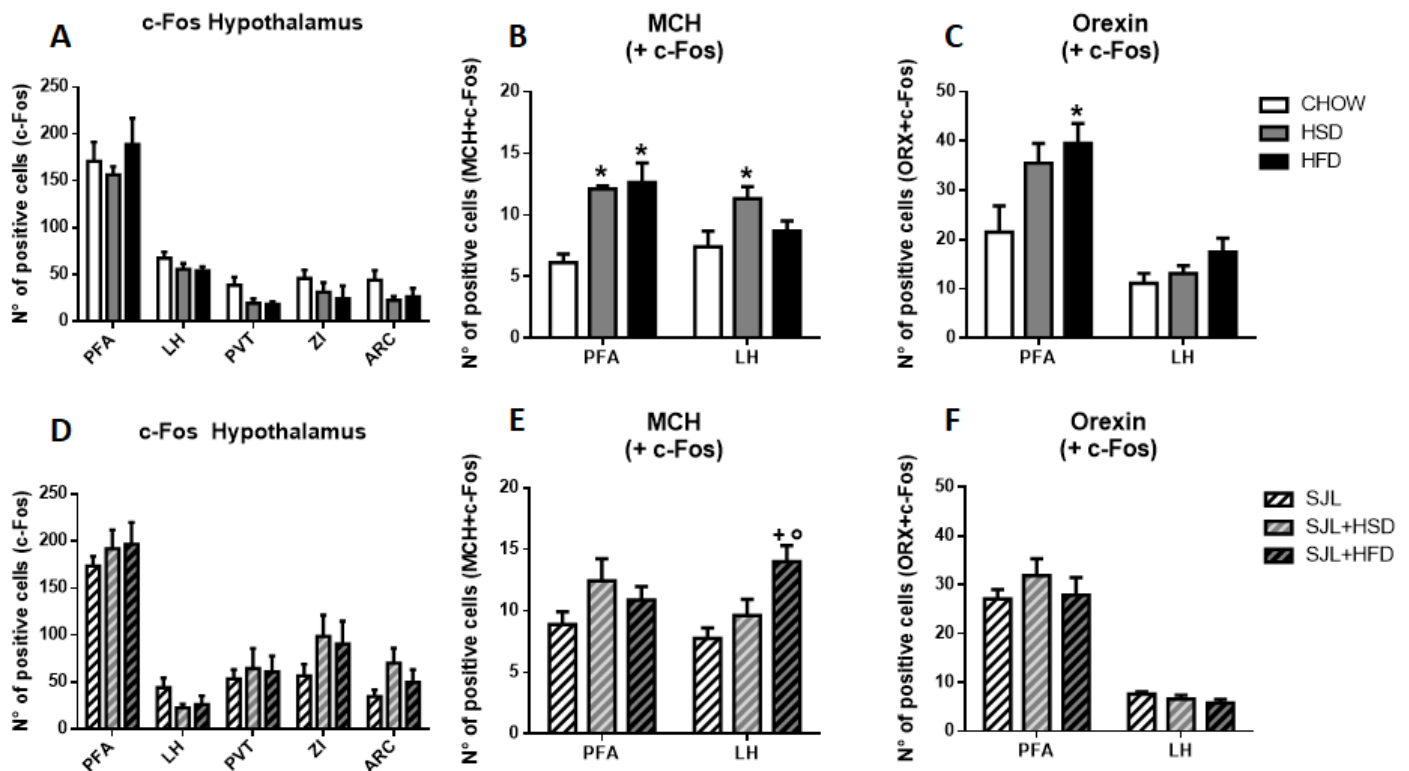 A
c-Fos Hypothalamus
N° of positive cells (c-Fos)
250
200
150
100
50
0
PFA
LH
PVT
ZI
ARC
B
MCH
(+ c-Fos)
N° of positive cells (MCH+c-Fos)
20
15
10
5
0
*
*
*
PFA
LH
C
Orexin
(+ c-Fos)
N° of positive cells (ORX+c-Fos)
50
40
30
20
10
0
*
PFA
LH
CHOW
HSD
HFD
D
c-Fos Hypothalamus
N° of positive cells (c-Fos)
250
200
150
100
50
0
PFA
LH
PVT
ZI
ARC
E
MCH
(+ c-Fos)
N° of positive cells (MCH+c-Fos)
20
15
10
5
0
+ o
PFA
LH
F
Orexin
(+ c-Fos)
N° of positive cells (ORX+c-Fos)
50
40
30
20
10
0
PFA
LH
SJL
SJL+HSD
SJL+HFD